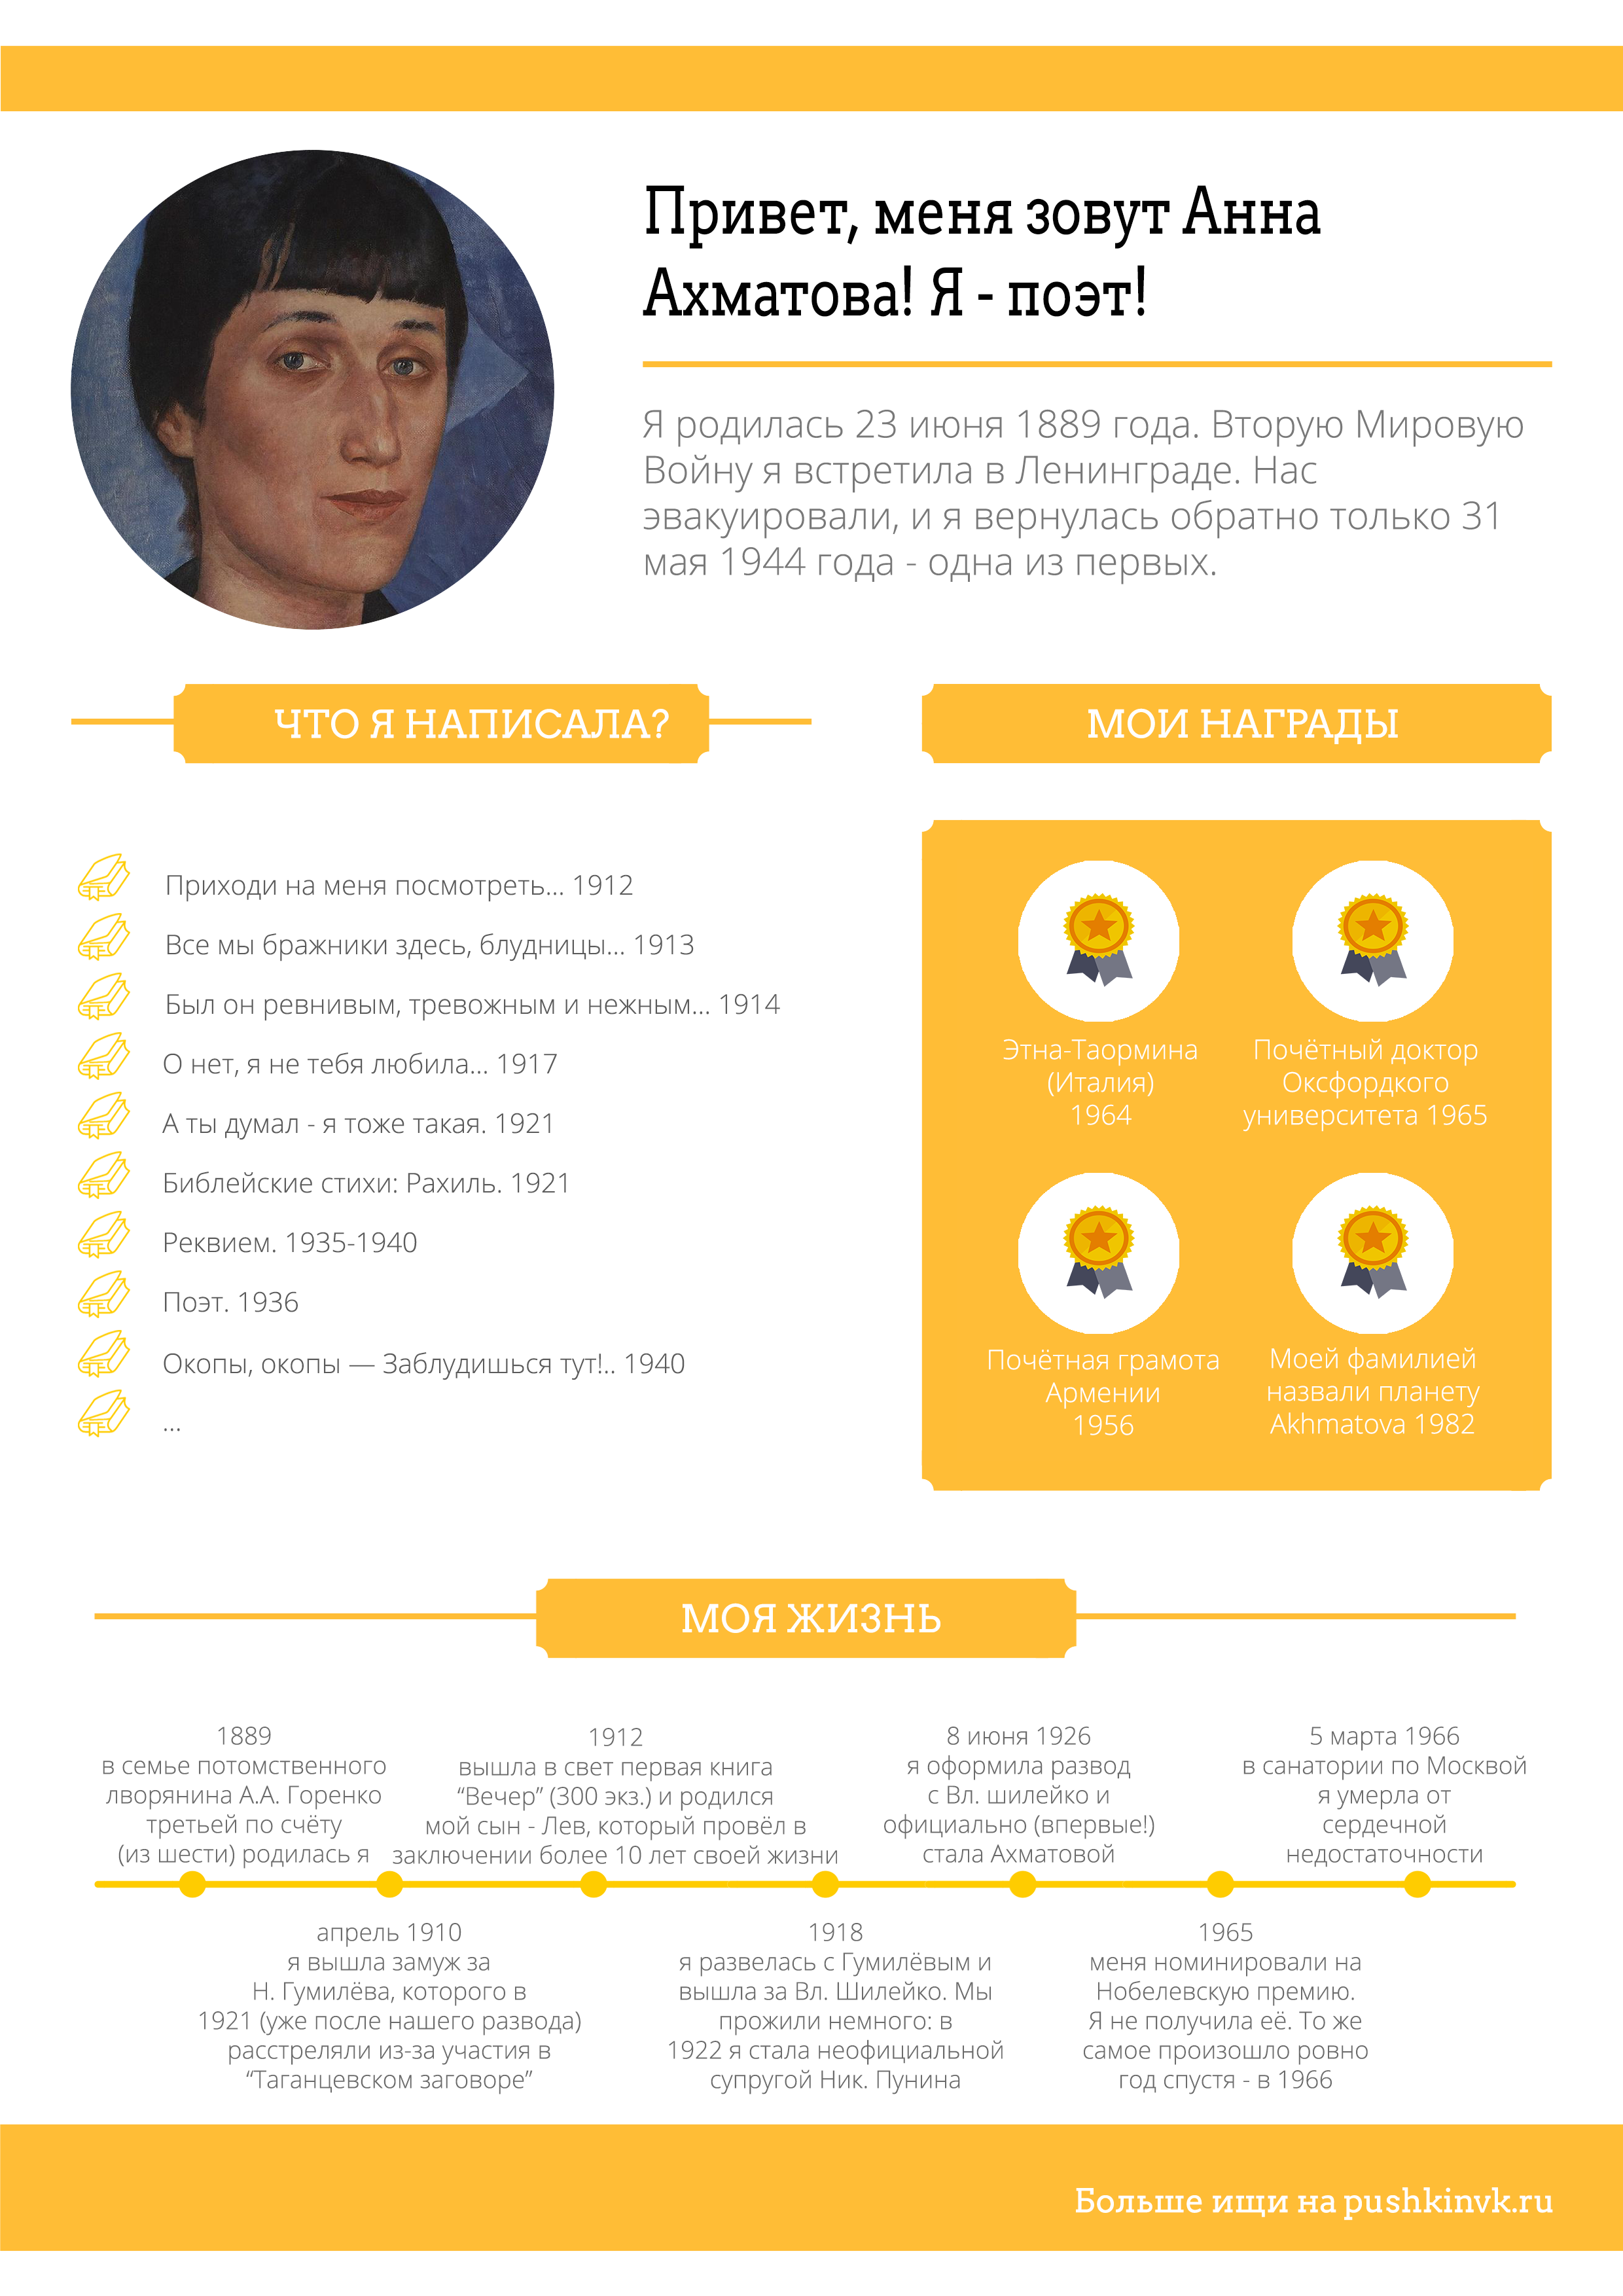 Привет, меня зовут Анна
Ахматова! Я - поэт!
Я родилась 23 июня 1889 года. Вторую Мировую
Войну я встретила в Ленинграде. Нас
эвакуировали, и я вернулась обратно только 31
мая 1944 года - одна из первых.
ЧТО Я НАПИСАЛА?
Приходи на меня посмотреть... 1912
Все мы бражники здесь, блудницы... 1913
Был он ревнивым, тревожным и нежным... 1914
О нет, я не тебя любила... 1917
А ты думал - я тоже такая. 1921
Библейские стихи: Рахиль. 1921
Реквием. 1935-1940
Поэт. 1936
Окопы, окопы — Заблудишься тут!.. 1940
...
МОИ НАГРАДЫ
Этна-Таормина
(Италия)
1964
Почётный доктор
Оксфордкого
университета 1965
Почётная грамота
Армении
1956
Моей фамилией
назвали планету
Akhmatova 1982
МОЯ ЖИЗНЬ
1889
в семье потомственного
лворянина А.А. Горенко
третьей по счёту
(из шести) родилась я
апрель 1910
я вышла замуж за
Н. Гумилёва, которого в
1921 (уже после нашего развода)
расстреляли из-за участия в
“Таганцевском заговоре”
1912
вышла в свет первая книга
“Вечер” (300 экз.) и родился
мой сын - Лев, который провёл в
заключении более 10 лет своей жизни
1918
я развелась с Гумилёвым и
вышла за Вл. Шилейко. Мы
прожили немного: в
1922 я стала неофициальной
супругой Ник. Пунина
8 июня 1926
я оформила развод
с Вл. шилейко и
официально (впервые!)
стала Ахматовой
1965
меня номинировали на
Нобелевскую премию.
Я не получила её. То же
самое произошло ровно
год спустя - в 1966
5 марта 1966
в санатории по Москвой
я умерла от
сердечной
недостаточности
Больше ищи на pushkinvk.ru